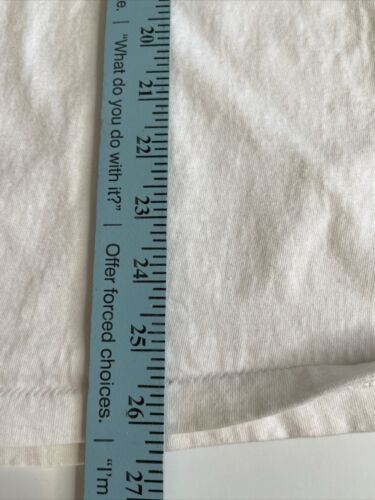 e. | “What do you do with it?” | Offer forced choices. | “I’m
20 21 22 23 24 25 26 27